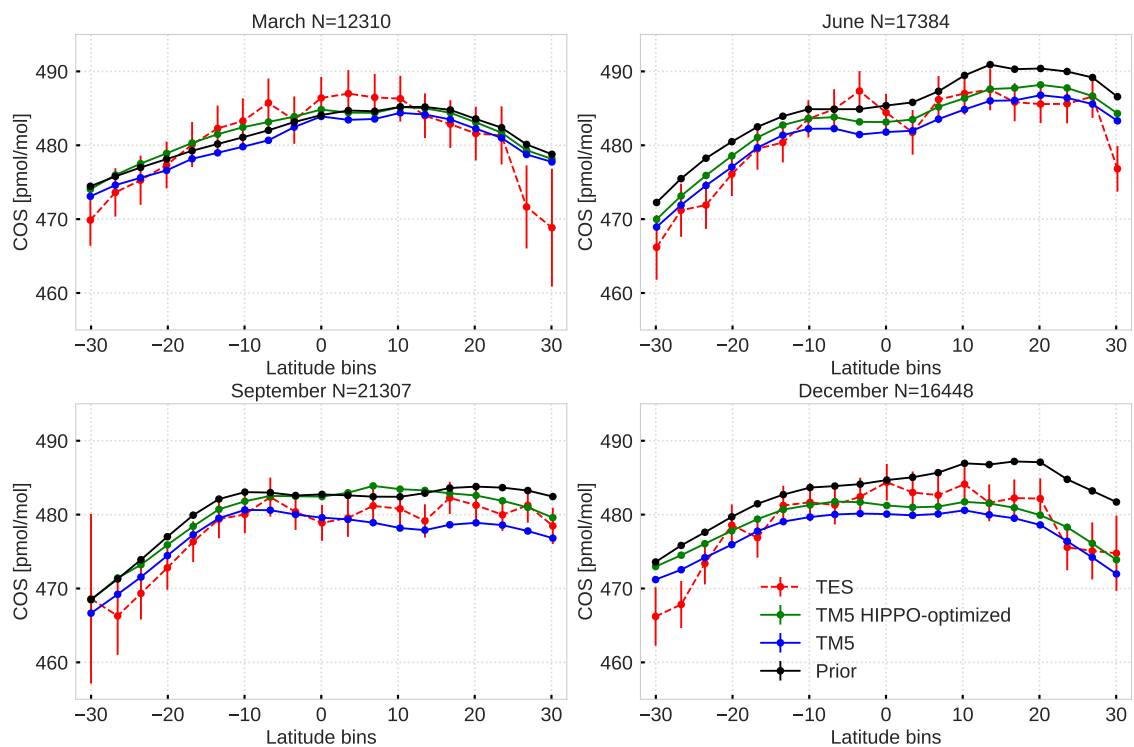 March N=12310
COS [pmol/mol]
490
480
470
460
−30 −20 −10 0 10 20 30
Latitude bins
June N=17384
COS [pmol/mol]
490
480
470
460
−30 −20 −10 0 10 20 30
Latitude bins
September N=21307
COS [pmol/mol]
490
480
470
460
−30 −20 −10 0 10 20 30
Latitude bins
December N=16448
COS [pmol/mol]
490
480
470
460
TES
TM5 HIPPO-optimized
TM5
Prior
−30 −20 −10 0 10 20 30
Latitude bins